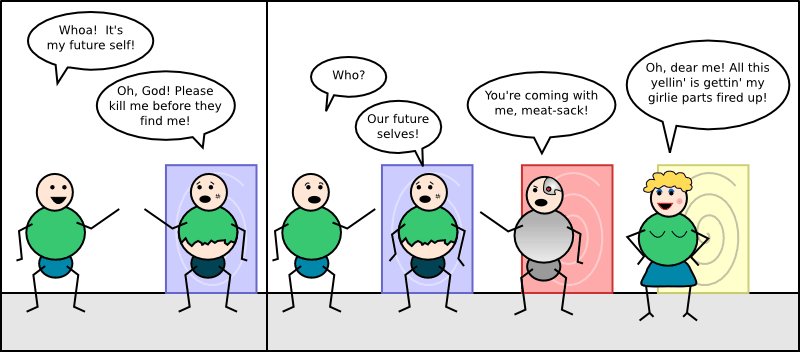 Whoa!  It's
my future self!
Oh, God! Please
kill me before they
find me!
Who?
Our future
selves!
You're coming with
me, meat-sack!
Oh, dear me! All this
yellin' is gettin' my
girlie parts fired up!